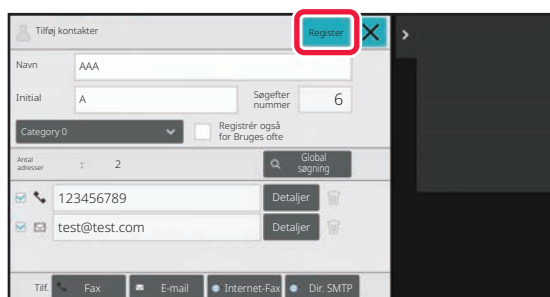 Tilføj kontakter
Register
Navn
AAA
Initial
A
Søgefter nummer
6
Category 0
Registrér også for Bruges ofte
Antal adresser
:
2
Global søgning
123456789
Detaljer
test@test.com
Detaljer
Tilf.
Fax
E-mail
Internet-Fax
Dir. SMTP